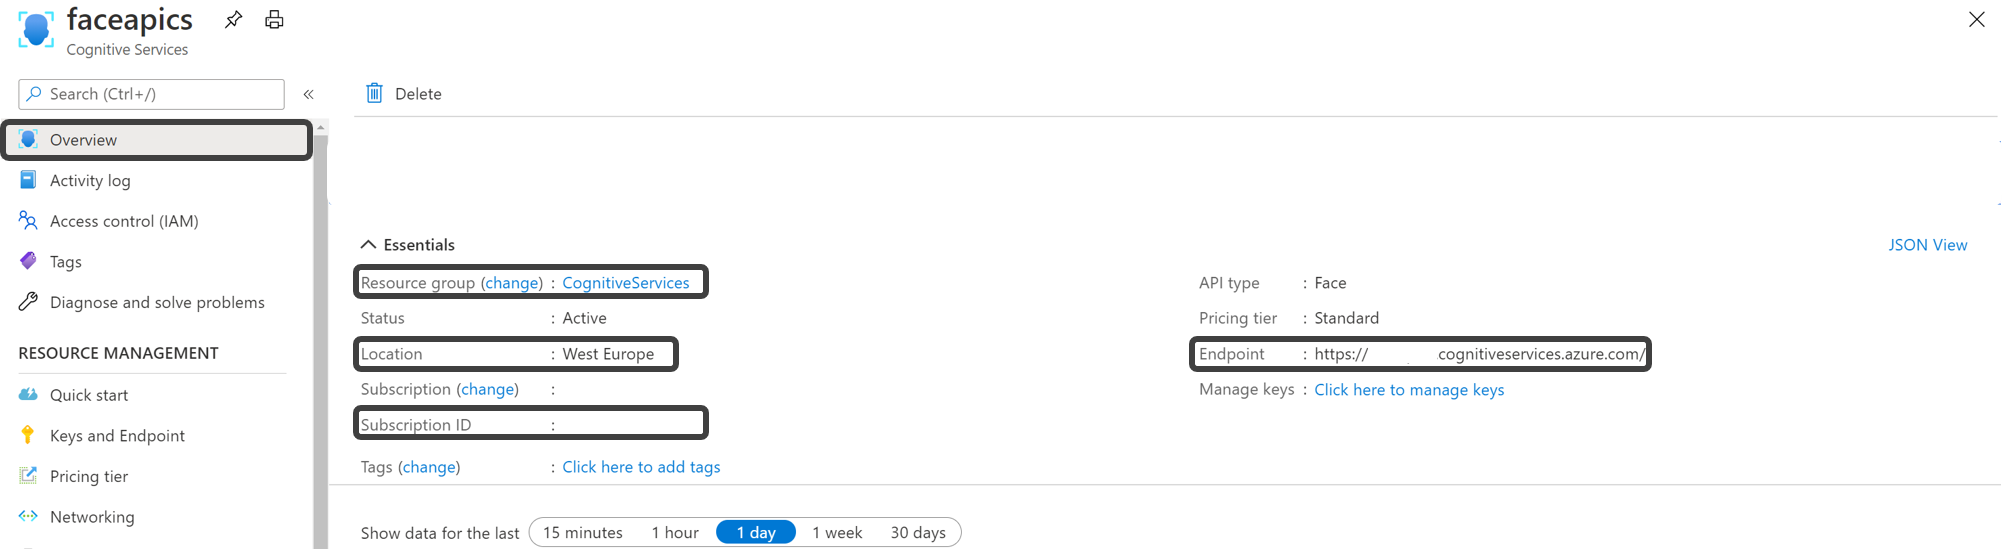 faceapics
Cognitive Services
Search (Ctrl+/)
«
Delete
Overview
Activity log
Access control (IAM)
Tags
Diagnose and solve problems
RESOURCE MANAGEMENT
Quick start
Keys and Endpoint
Pricing tier
Networking
Essentials
JSON View
Resource group (change) : CognitiveServices
Status : Active
Location : West Europe
Subscription (change) :
Subscription ID :
Tags (change) : Click here to add tags
API type : Face
Pricing tier : Standard
Endpoint : https:// cognitiveservices.azure.com/
Manage keys : Click here to manage keys
Show data for the last 15 minutes 1 hour 1 day 1 week 30 days